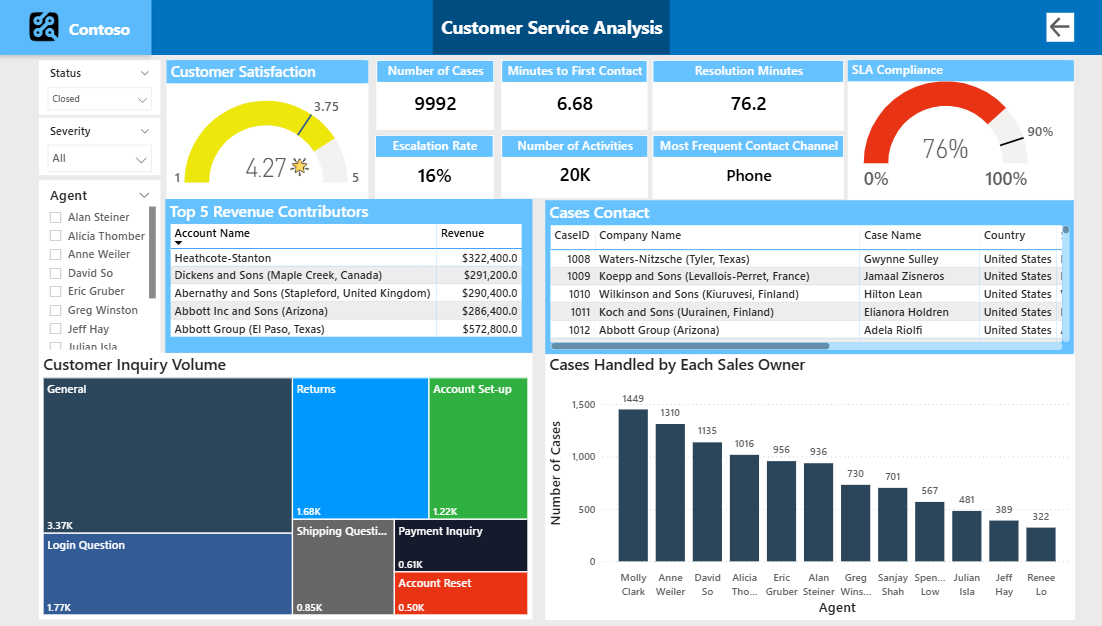 Contoso
Customer Service Analysis
Status
Closed
Severity
All
Agent
Alan Steiner
Alicia Thomber
Anne Weiler
David So
Eric Gruber
Greg Winston
Jeff Hay
Julian Isla
Customer Satisfaction
3.75
4.27
1
5
Number of Cases
9992
Minutes to First Contact
6.68
Resolution Minutes
76.2
Escalation Rate
16%
Number of Activities
20K
Most Frequent Contact Channel
Phone
SLA Compliance
90%
76%
0%
100%
Top 5 Revenue Contributors
Account Name Revenue
Heathcote-Stanton $322,400.0
Dickens and Sons (Maple Creek, Canada) $291,200.0
Abernathy and Sons (Stapleford, United Kingdom) $290,400.0
Abbott Inc and Sons (Arizona) $286,400.0
Abbott Group (El Paso, Texas) $572,800.0
Cases Contact
CaseID Company Name Case Name Country
1008 Waters-Nitzsche (Tyler, Texas) Gwynne Sulley United States
1009 Koepp and Sons (Levallois-Perret, France) Jamaal Zisneros United States
1010 Wilkinson and Sons (Kiuruvesi, Finland) Hilton Lean United States
1011 Koch and Sons (Uurainen, Finland) Elianora Holdren United States
1012 Abbott Group (Arizona) Adela Riolfi United States
Customer Inquiry Volume
General
3.37K
Login Question
1.77K
Returns
1.68K
Account Set-up
1.22K
Shipping Questi...
0.85K
Payment Inquiry
0.61K
Account Reset
0.50K
Cases Handled by Each Sales Owner
Number of Cases
1,500
1,000
500
0
1449 1310 1135 1016 956 936 730 701 567 481 389 322
Molly Anne David Alicia Eric Alan Greg Sanjay Spen... Julian Jeff Renee
Clark Weiler So Tho... Gruber Steiner Wins... Shah Low Isla Hay Lo
Agent